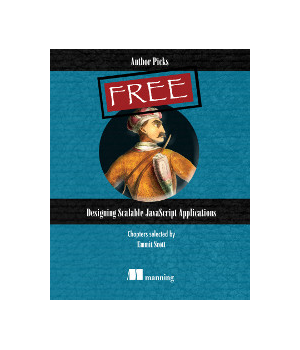 Author Picks
FREE
Designing Scalable JavaScript Applications
Chapters selected by
Emmit Scott
manning